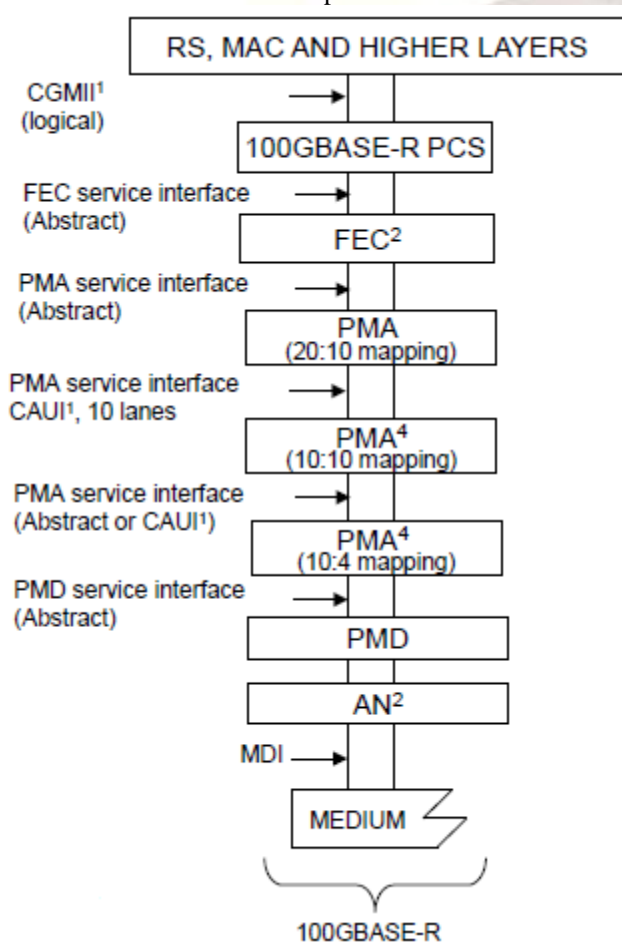 RS, MAC AND HIGHER LAYERS
CGMII¹
(logical)
100GBASE-R PCS
FEC service interface
(Abstract)
FEC²
PMA service interface
(Abstract)
PMA
(20:10 mapping)
PMA service interface
CAUI¹, 10 lanes
PMA⁴
(10:10 mapping)
PMA service interface
(Abstract or CAUI¹)
PMA⁴
(10:4 mapping)
PMD service interface
(Abstract)
PMD
AN²
MDI
MEDIUM
100GBASE-R